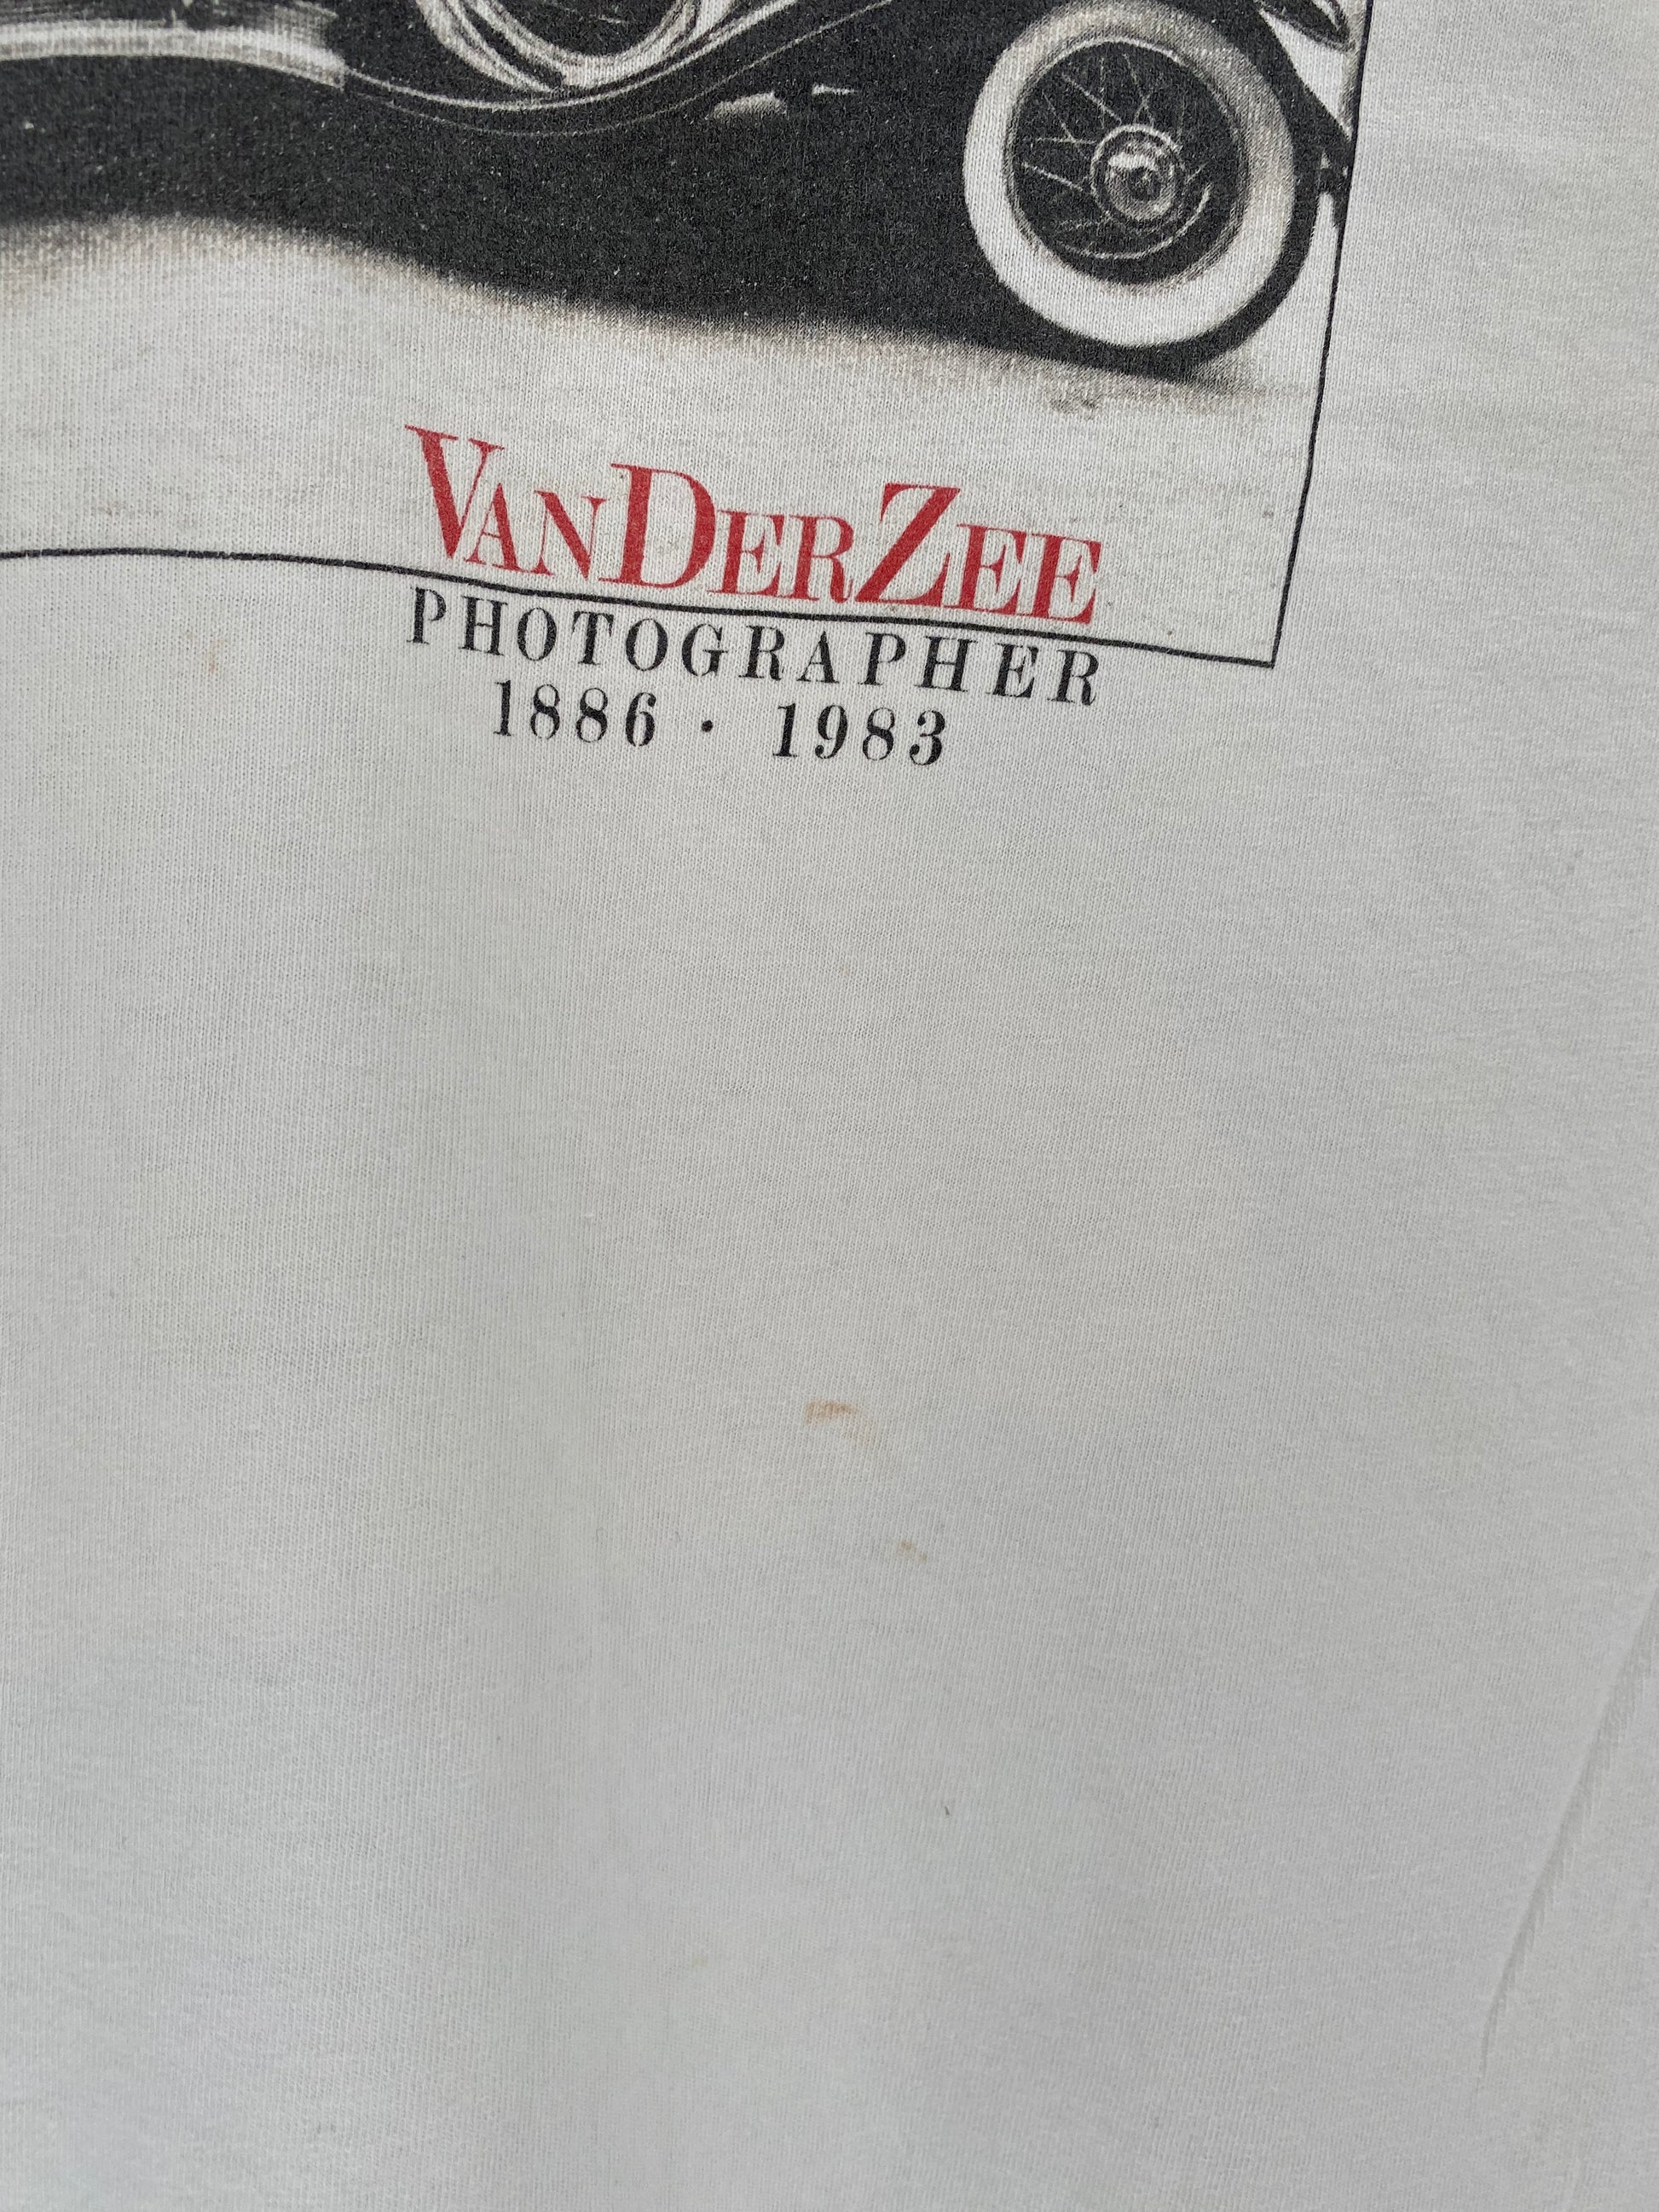 VANDERZEE
PHOTOGRAPHER
1886 · 1983